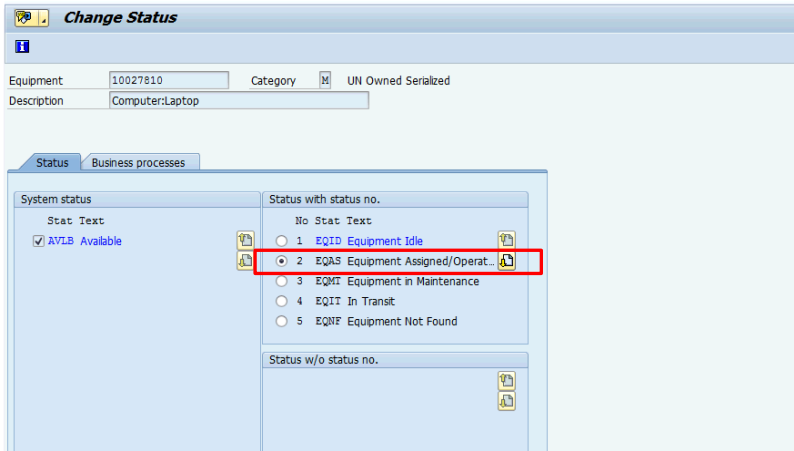 Change Status
Equipment 10027810 Category M UN Owned Serialized
Description Computer:Laptop
Status Business processes
System status
Stat Text
AVLB Available
Status with status no.
No Stat Text
1 EQID Equipment Idle
2 EQAS Equipment Assigned/Operat...
3 EQMT Equipment in Maintenance
4 EQIT In Transit
5 EQNF Equipment Not Found
Status w/o status no.